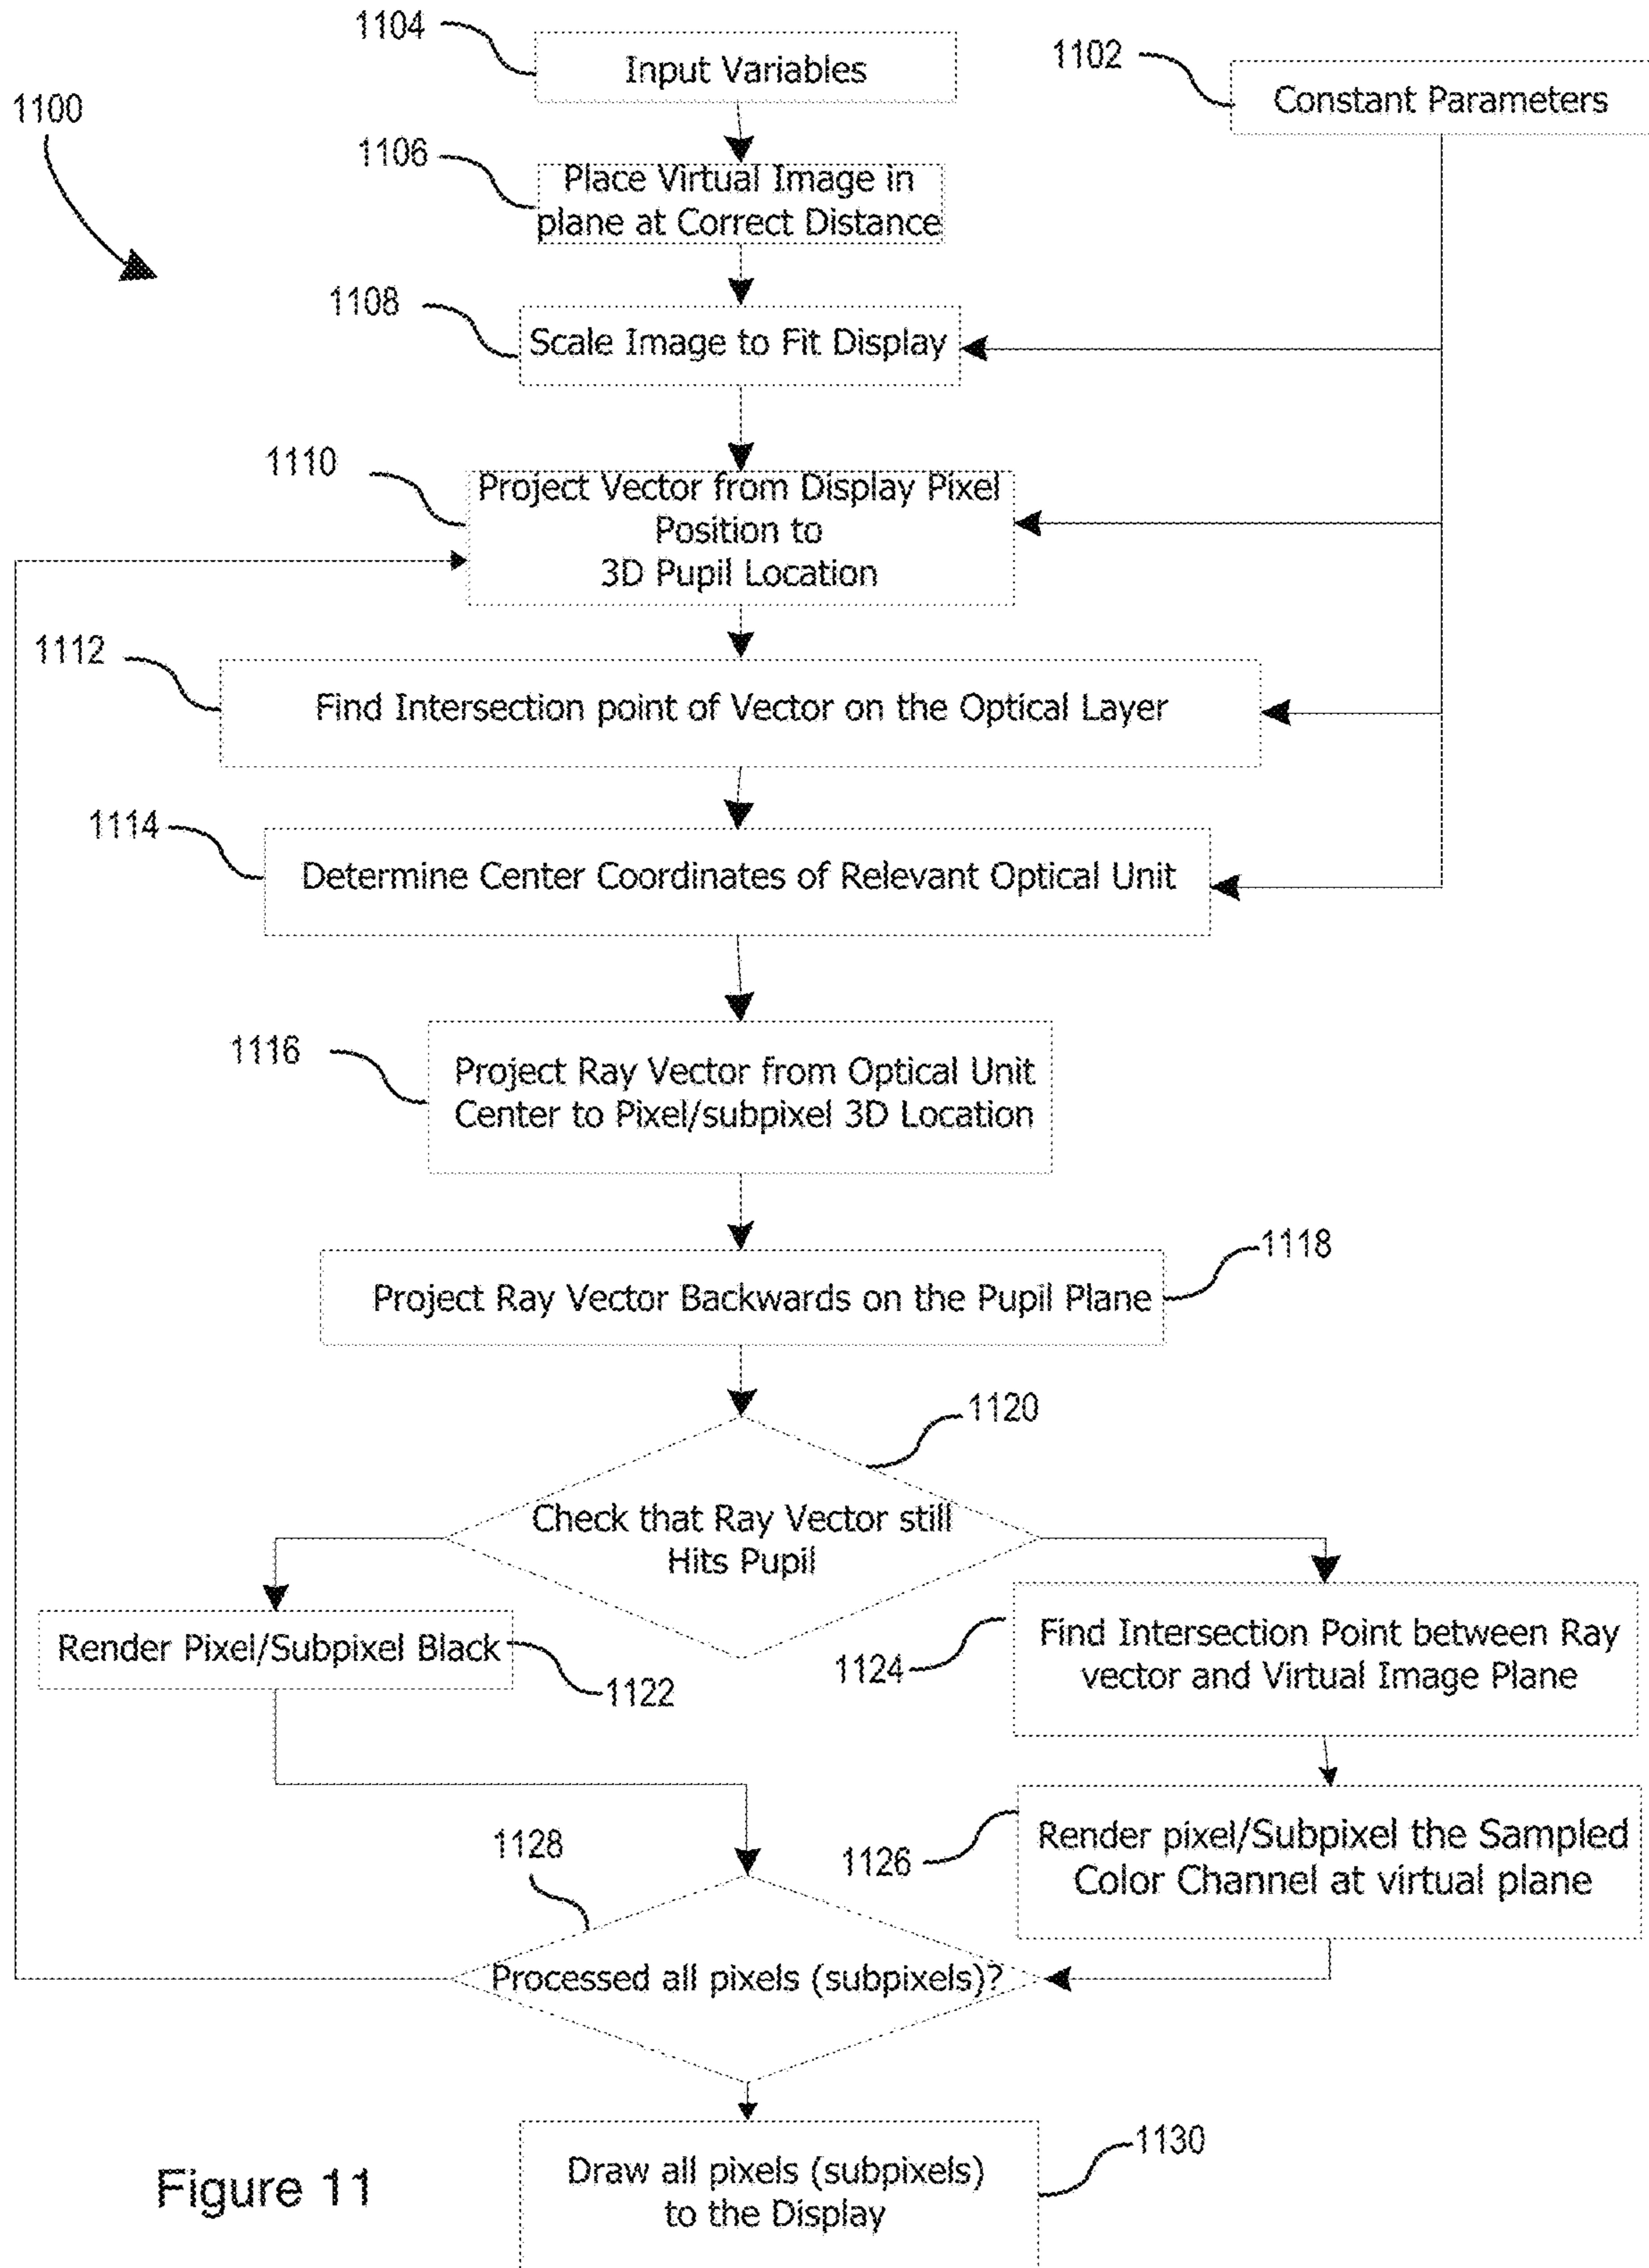 1104
Input Variables
1102
Constant Parameters
1100
1106
Place Virtual Image in
plane at Correct Distance
1108
Scale Image to Fit Display
1110
Project Vector from Display Pixel
Position to
3D Pupil Location
1112
Find Intersection point of Vector on the Optical Layer
1114
Determine Center Coordinates of Relevant Optical Unit
1116
Project Ray Vector from Optical Unit
Center to Pixel/subpixel 3D Location
1118
Project Ray Vector Backwards on the Pupil Plane
1120
Check that Ray Vector still
Hits Pupil
Render Pixel/Subpixel Black
1122
1124
Find Intersection Point between Ray
vector and Virtual Image Plane
1126
Render pixel/Subpixel the Sampled
Color Channel at virtual plane
1128
Processed all pixels (subpixels)?
1130
Draw all pixels (subpixels)
to the Display
Figure 11